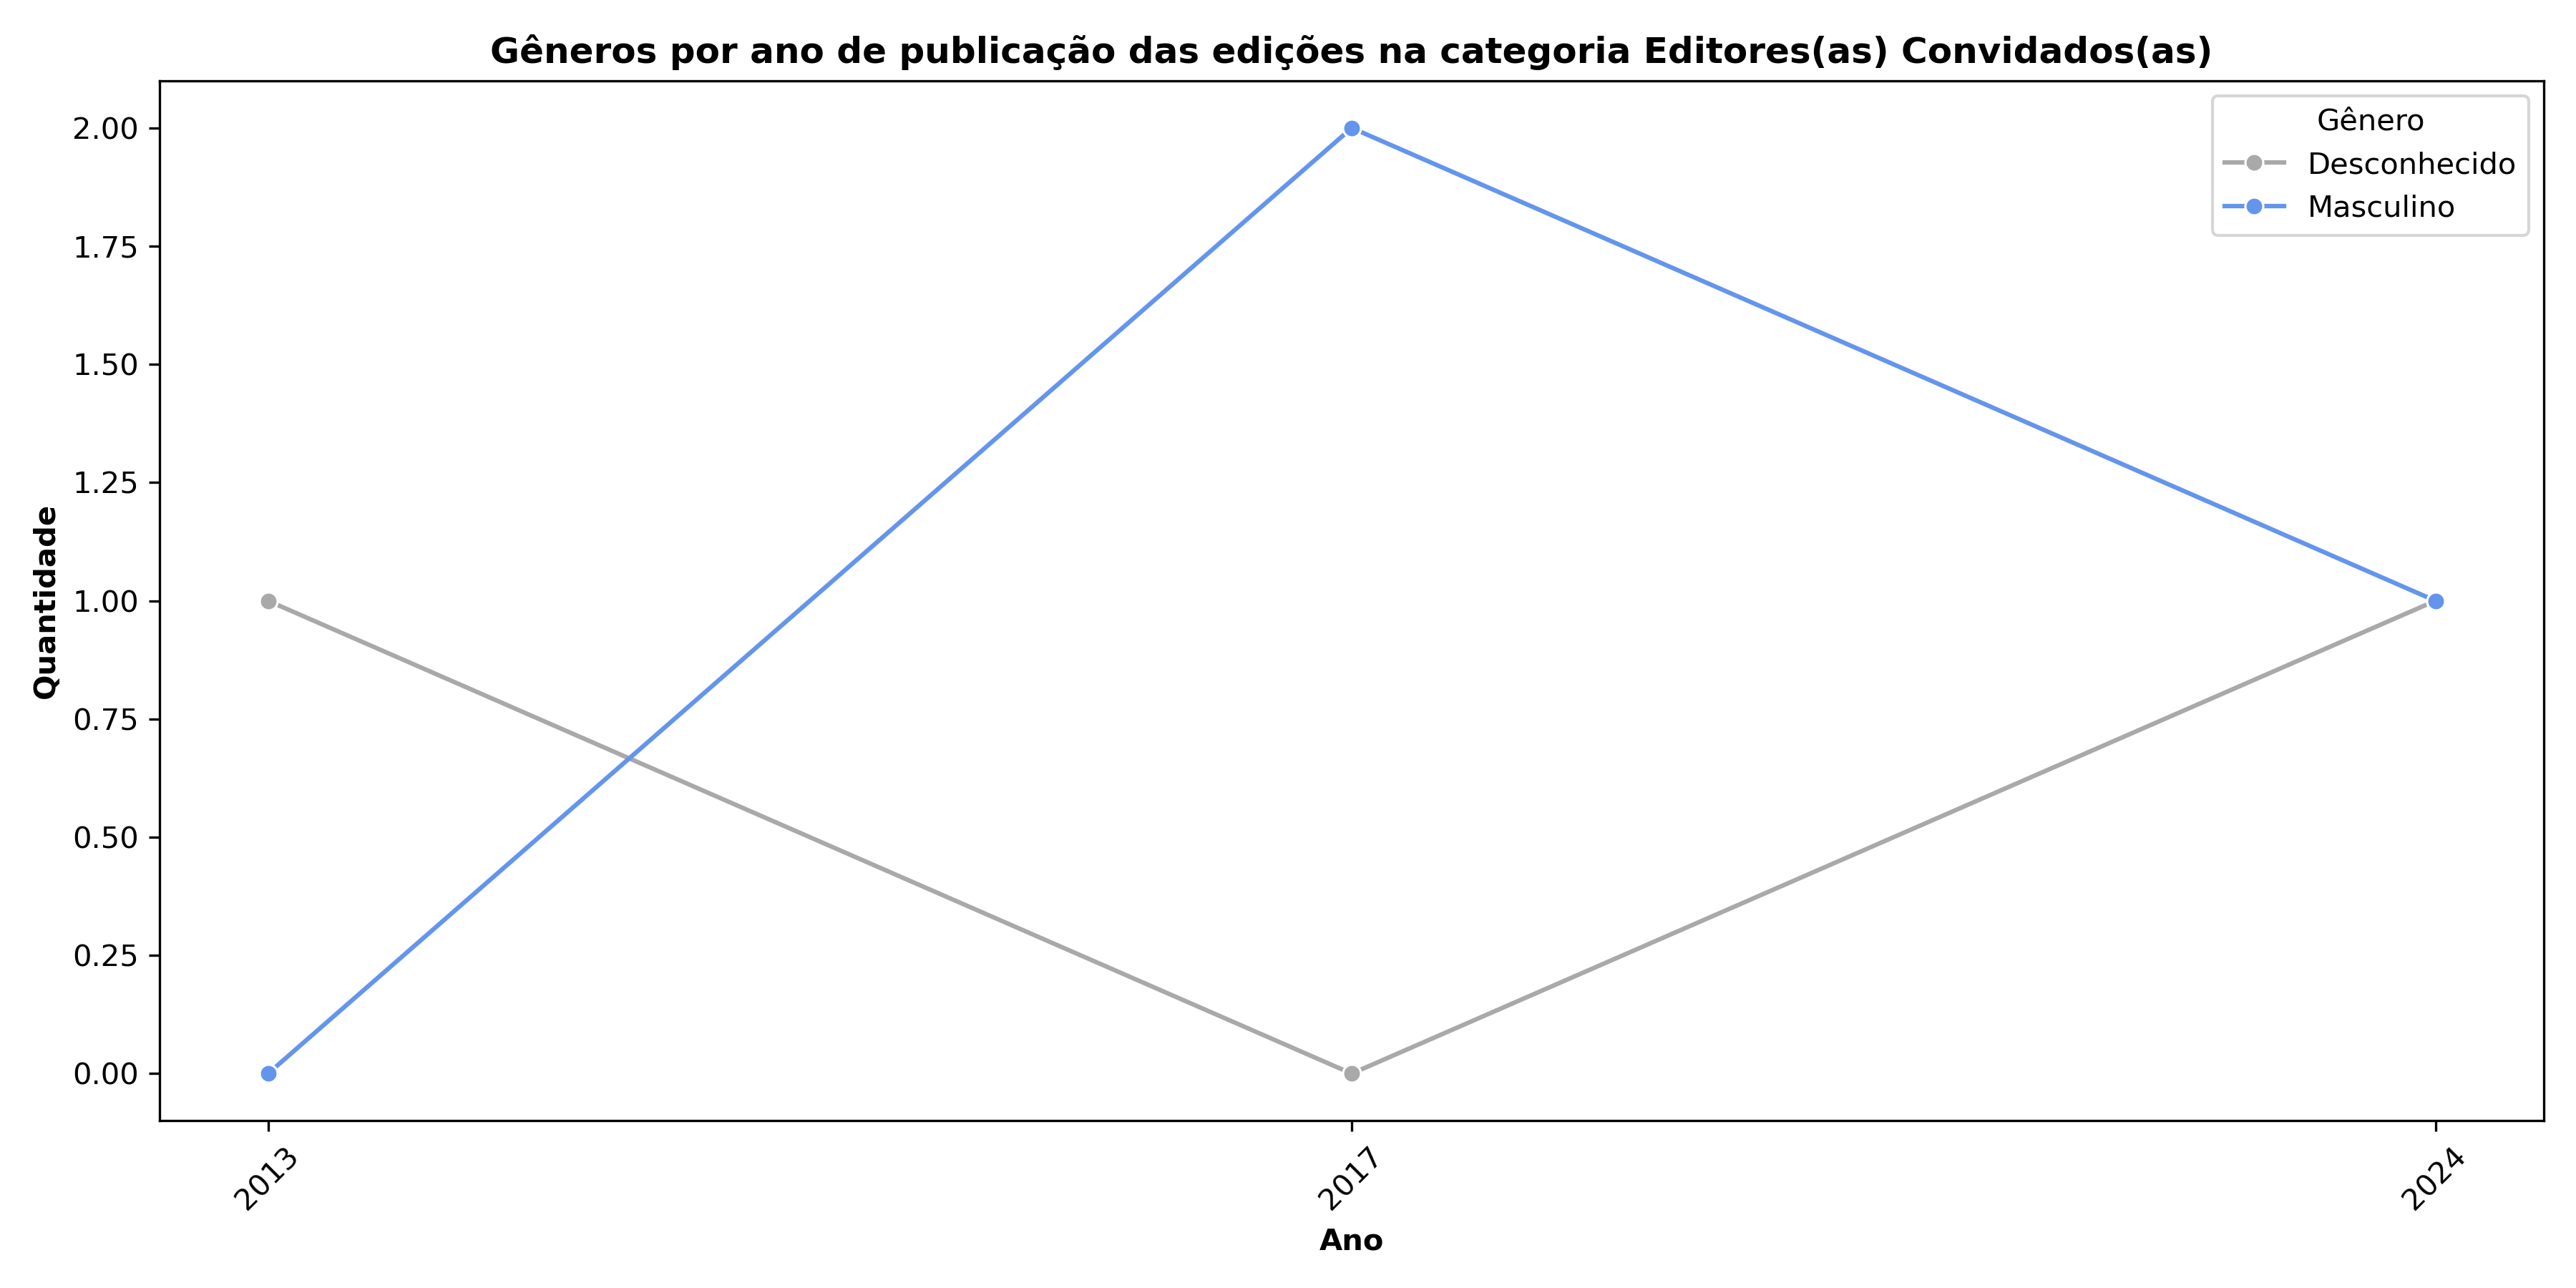 Gêneros por ano de publicação das edições na categoria Editores(as) Convidados(as)
Gênero
Desconhecido
Masculino
Quantidade
2.00
1.75
1.50
1.25
1.00
0.75
0.50
0.25
0.00
2013
2017
2024
Ano